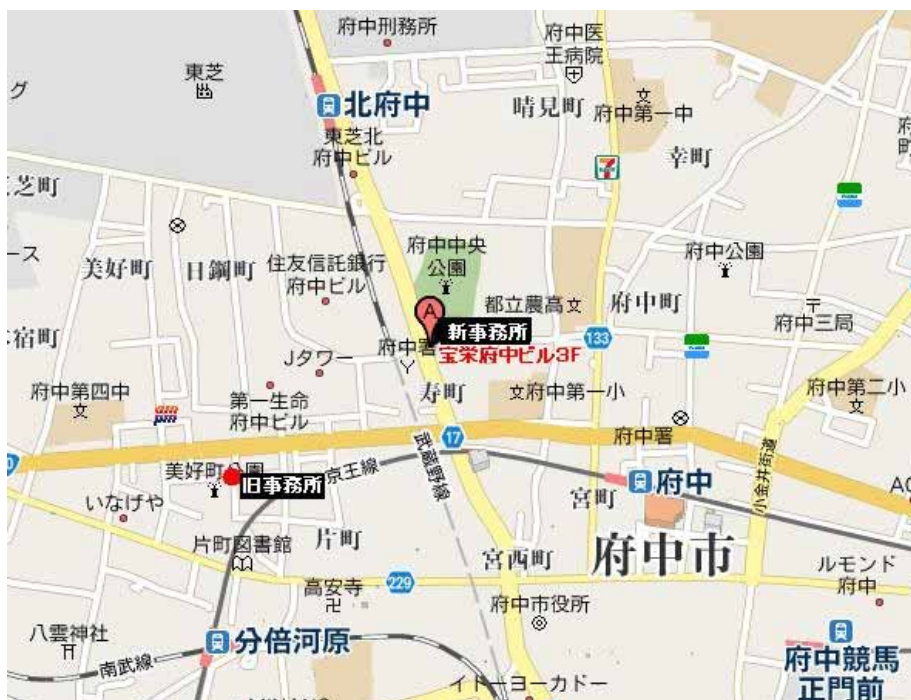 府中刑務所
府中医
王病院
東芝
グ
北府中
晴見町
府中第一中
東芝北
府中ビル
幸町
府
町
芝町
府中中央
公園
府中公園
ース
美好町
日鋼町
住友信託銀行
府中ビル
都立農高
府中町
府中三局
宿町
A
新事務所
宝栄府中ビル3F
133
府中署
Jタワー
寿町
府中第四中
府中第一小
府中第二小
第一生命
府中ビル
am
pm
17
府中署
小金井街道
武蔵野線
美好町公園
旧事務所
京王線
府中
宮町
AC
いなげや
片町図書館
片町
宮西町
府中市
ルモンド
府中
229
高安寺
府中市役所
八雲神社
分倍河原
南武線
府中競馬
正門前
イトーヨーカドー